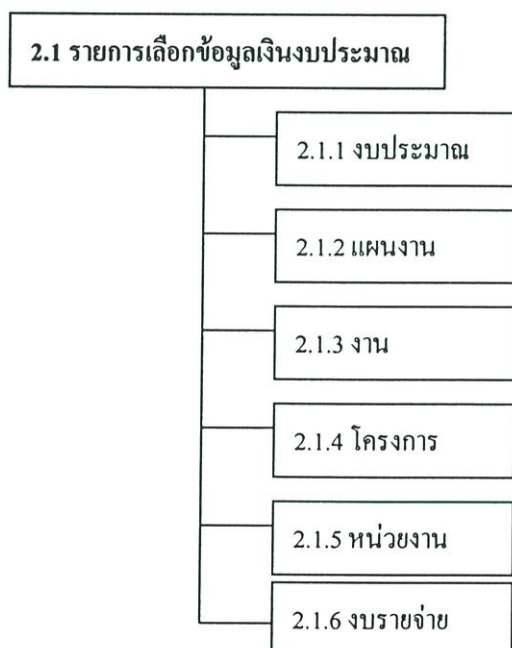 2.1 รายการเลือกข้อมูลเงินงบประมาณ
2.1.1 งบประมาณ
2.1.2 แผนงาน
2.1.3 งาน
2.1.4 โครงการ
2.1.5 หน่วยงาน
2.1.6 งบรายจ่าย